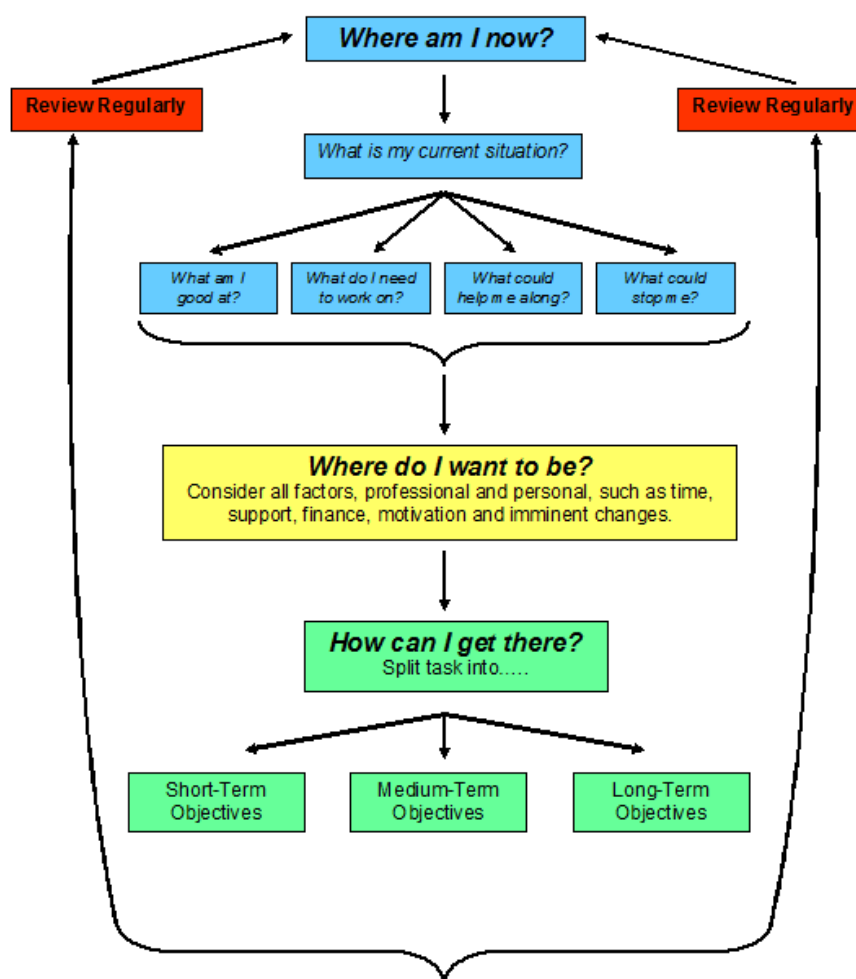 Where am I now?
Review Regularly
Review Regularly
What is my current situation?
What am I
good at?
What do I need
to work on?
What could
help me along?
What could
stop me?
Where do I want to be?
Consider all factors, professional and personal, such as time,
support, finance, motivation and imminent changes.
How can I get there?
Split task into.....
Short-Term
Objectives
Medium-Term
Objectives
Long-Term
Objectives